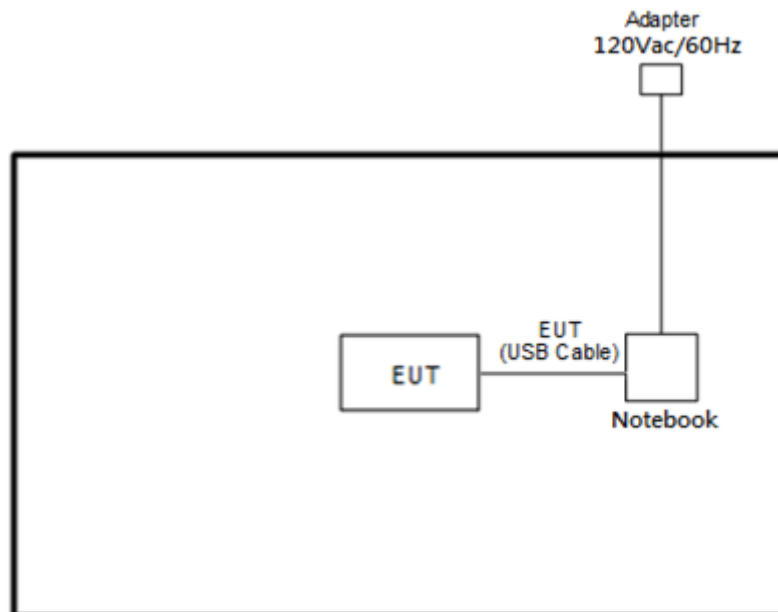 Adapter
120Vac/60Hz
EUT
(USB Cable)
EUT
Notebook